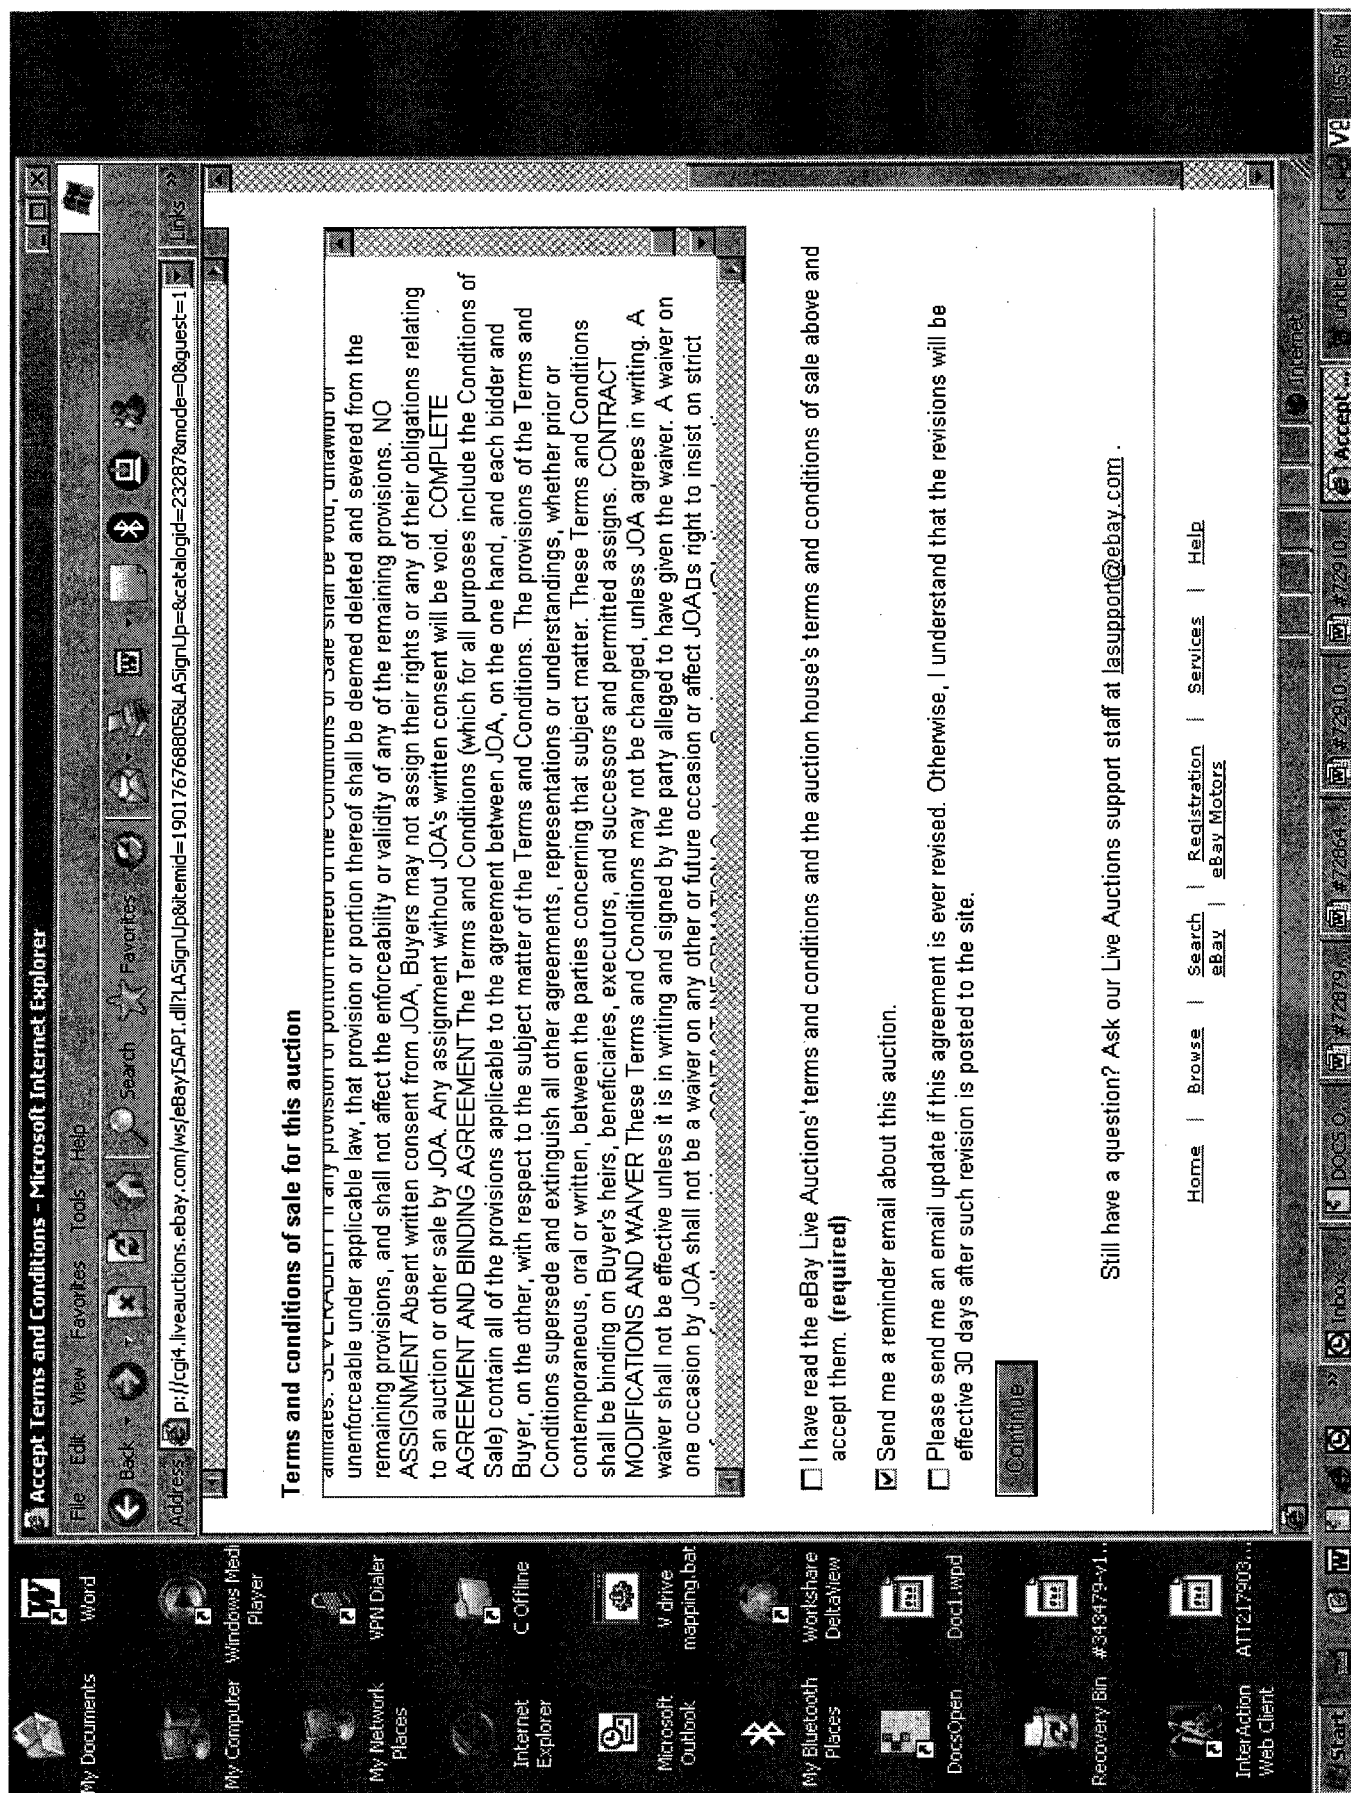 Accept Terms and Conditions - Microsoft Internet Explorer
File Edit View Favorites Tools Help
Back Search Favorites
Address p://cgi4.liveauctions.ebay.com/ws/eBayISAPI.dll?LASignUp&itemid=190176768805&LASignUp=&catalogid=23287&mode=0&guest=1 Links
Terms and conditions of sale for this auction
unenforceable under applicable law, that provision or portion thereof shall be deemed deleted and severed from the
remaining provisions, and shall not affect the enforceability or validity of any of the remaining provisions. NO
ASSIGNMENT Absent written consent from JOA, Buyers may not assign their rights or any of their obligations relating
to an auction or other sale by JOA. Any assignment without JOA's written consent will be void. COMPLETE
AGREEMENT AND BINDING AGREEMENT The Terms and Conditions (which for all purposes include the Conditions of
Sale) contain all of the provisions applicable to the agreement between JOA, on the one hand, and each bidder and
Buyer, on the other, with respect to the subject matter of the Terms and Conditions. The provisions of the Terms and
Conditions supersede and extinguish all other agreements, representations or understandings, whether prior or
contemporaneous, oral or written, between the parties concerning that subject matter. These Terms and Conditions
shall be binding on Buyer's heirs, beneficiaries, executors, and successors and permitted assigns. CONTRACT
MODIFICATIONS AND WAIVER These Terms and Conditions may not be changed, unless JOA agrees in writing. A
waiver shall not be effective unless it is in writing and signed by the party alleged to have given the waiver. A waiver on
one occasion by JOA shall not be a waiver on any other or future occasion or affect JOA□s right to insist on strict
I have read the eBay Live Auctions' terms and conditions and the auction house's terms and conditions of sale above and
accept them. (required)
Send me a reminder email about this auction.
Please send me an email update if this agreement is ever revised. Otherwise, I understand that the revisions will be
effective 30 days after such revision is posted to the site.
Continue
Still have a question? Ask our Live Auctions support staff at lasupport@ebay.com.
Home | Browse | Search | Registration | Services | Help
eBay | eBay Motors
Internet
My Documents
Word
My Computer
Windows Medi
Player
My Network
Places
VPN Dialer
Internet
Explorer
C Offline
Microsoft
Outlook
V drive
mapping.bat
My Bluetooth
Places
Workshare
DeltaView
DocsOpen
Doc1.wpd
Recovery Bin
#343479-v1...
InterAction
Web Client
ATT217903...
Start Inbox DOCS O... #72879... #72864... #729.0... #72910... Accept ... untitled 1:55 PM